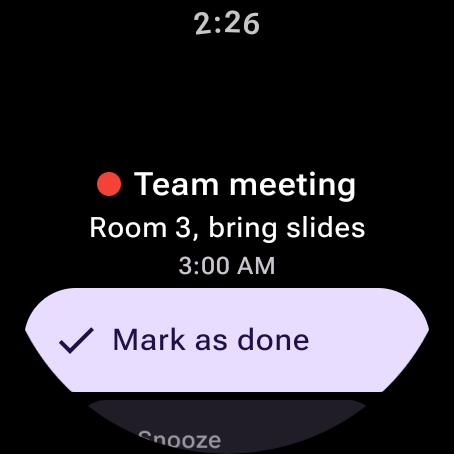 2:26
Team meeting
Room 3, bring slides
3:00 AM
Mark as done
Snooze